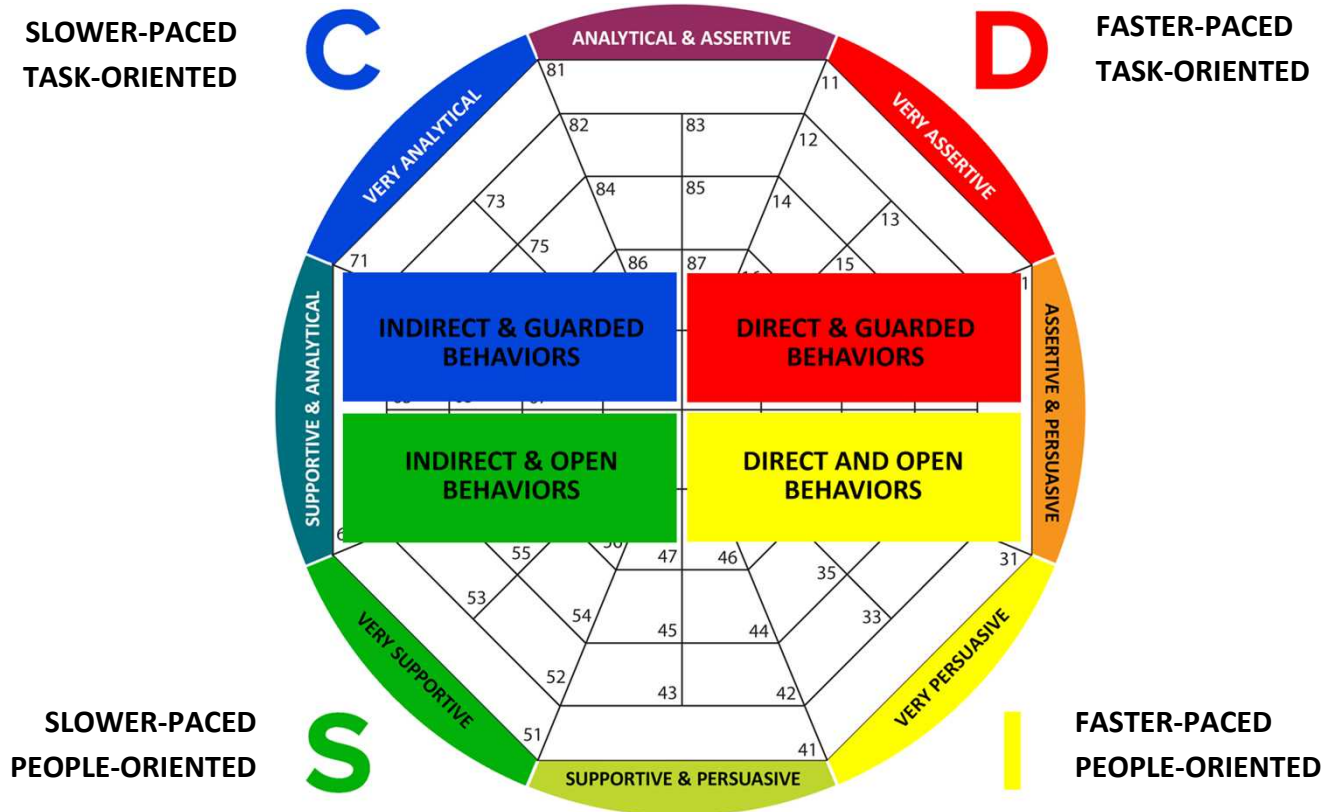 SLOWER-PACED
TASK-ORIENTED
C
ANALYTICAL & ASSERTIVE
D
FASTER-PACED
TASK-ORIENTED
VERY ANALYTICAL
VERY ASSERTIVE
81
11
82
83
12
84
85
14
73
13
75
15
86
87
71
1
SUPPORTIVE & ANALYTICAL
INDIRECT & GUARDED
BEHAVIORS
DIRECT & GUARDED
BEHAVIORS
ASSERTIVE & PERSUASIVE
INDIRECT & OPEN
BEHAVIORS
DIRECT AND OPEN
BEHAVIORS
6
55
47
46
35
31
53
54
45
44
33
52
43
42
51
41
VERY SUPPORTIVE
VERY PERSUASIVE
SLOWER-PACED
PEOPLE-ORIENTED
S
SUPPORTIVE & PERSUASIVE
I
FASTER-PACED
PEOPLE-ORIENTED